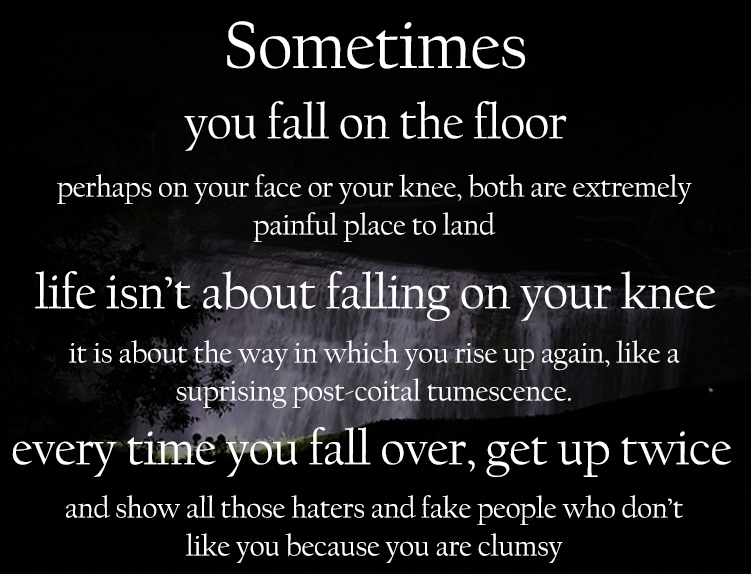 Sometimes
you fall on the floor
perhaps on your face or your knee, both are extremely
painful place to land
life isn't about falling on your knee
it is about the way in which you rise up again, like a
suprising post-coital tumescence.
every time you fall over, get up twice
and show all those haters and fake people who don't
like you because you are clumsy